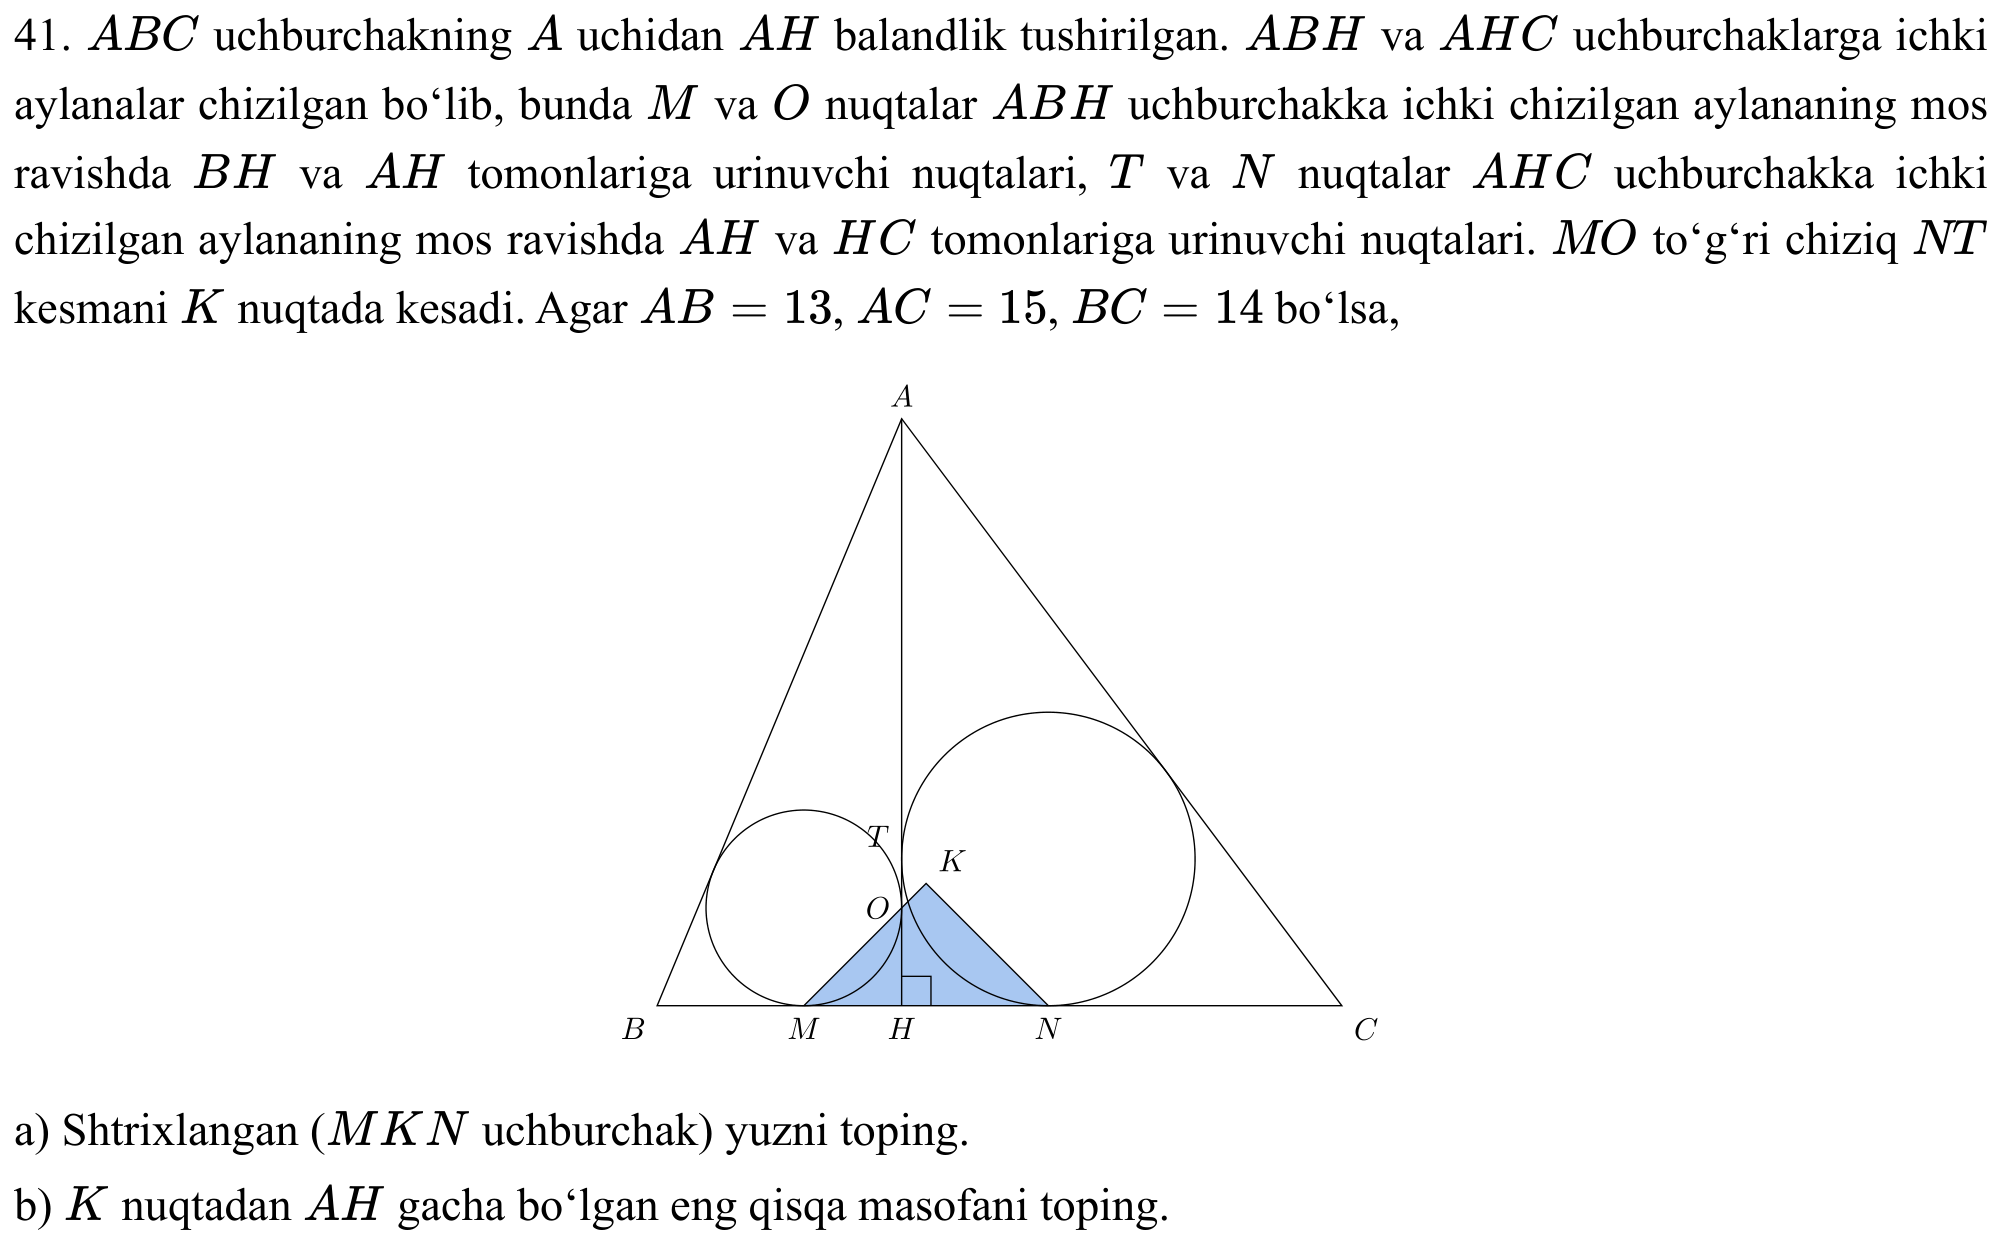 41. ABC uchburchakning A uchidan AH balandlik tushirilgan. ABH va AHC uchburchaklarga ichki
aylanalar chizilgan bo‘lib, bunda M va O nuqtalar ABH uchburchakka ichki chizilgan aylananing mos
ravishda BH va AH tomonlariga urinuvchi nuqtalari, T va N nuqtalar AHC uchburchakka ichki
chizilgan aylananing mos ravishda AH va HC tomonlariga urinuvchi nuqtalari. MO to‘g‘ri chiziq NT
kesmani K nuqtada kesadi. Agar AB = 13, AC = 15, BC = 14 bo‘lsa,
A
T
K
O
B M H N C
a) Shtrixlangan (MKN uchburchak) yuzni toping.
b) K nuqtadan AH gacha bo‘lgan eng qisqa masofani toping.